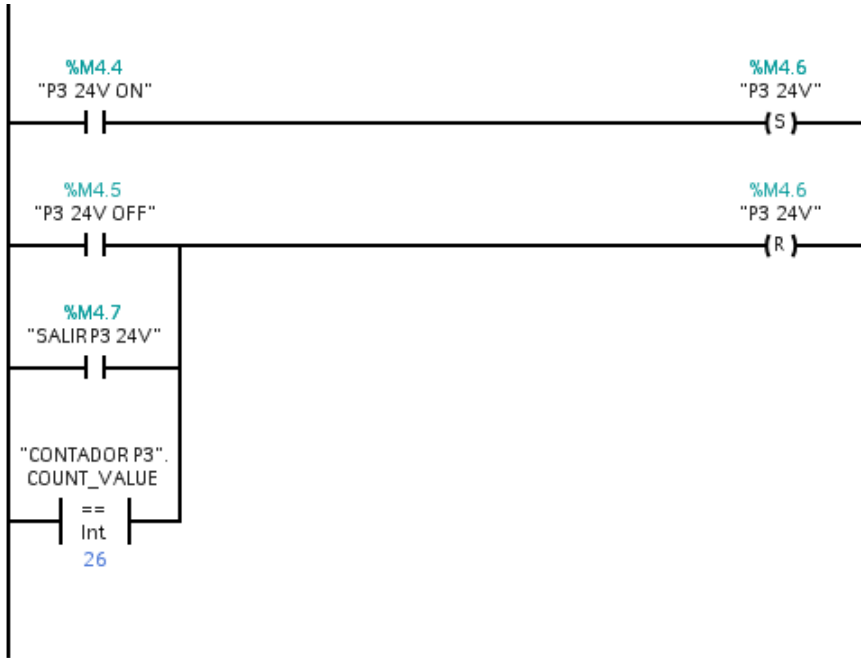 %M4.4 %M4.6
"P3 24V ON" "P3 24V"
S
%M4.5 %M4.6
"P3 24V OFF" "P3 24V"
R
%M4.7
"SALIR P3 24V"
"CONTADOR P3".
COUNT_VALUE
==
Int
26